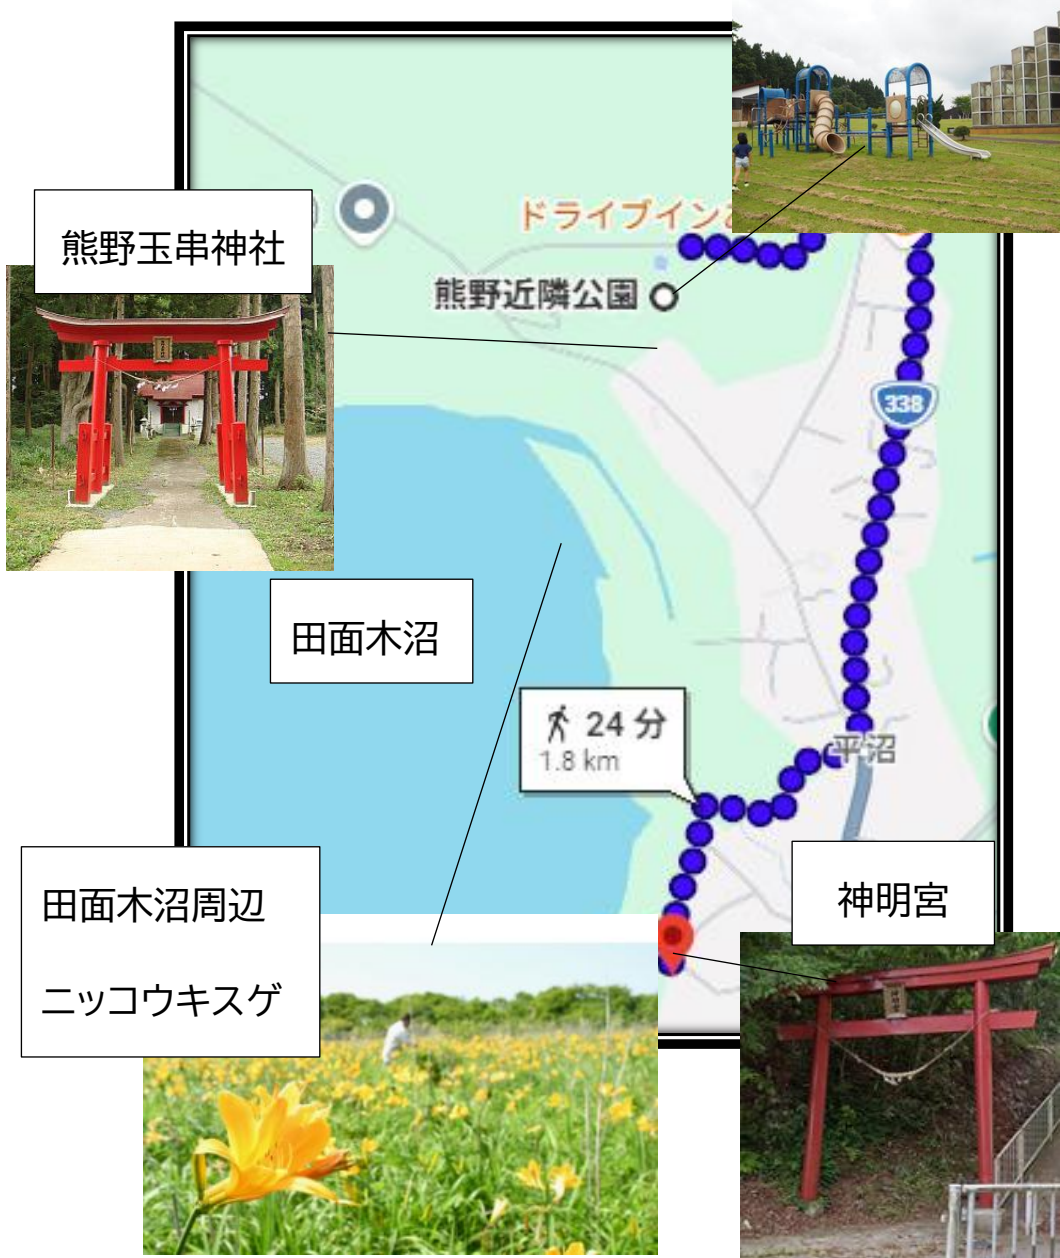 熊野玉串神社
ドライブイン
熊野近隣公園
338
田面木沼
24 分
1.8 km
平沼
神明宮
田面木沼周辺
ニッコウキスゲ